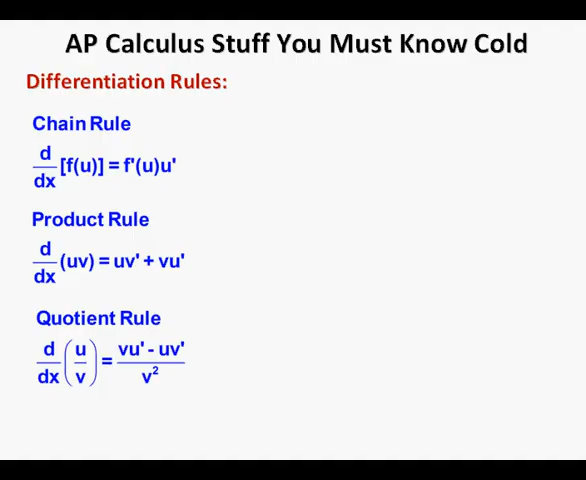 AP Calculus Stuff You Must Know Cold
Differentiation Rules:
Chain Rule
d/dx [f(u)] = f'(u)u'
Product Rule
d/dx (uv) = uv' + vu'
Quotient Rule
d/dx (u/v) = (vu' - uv')/v²